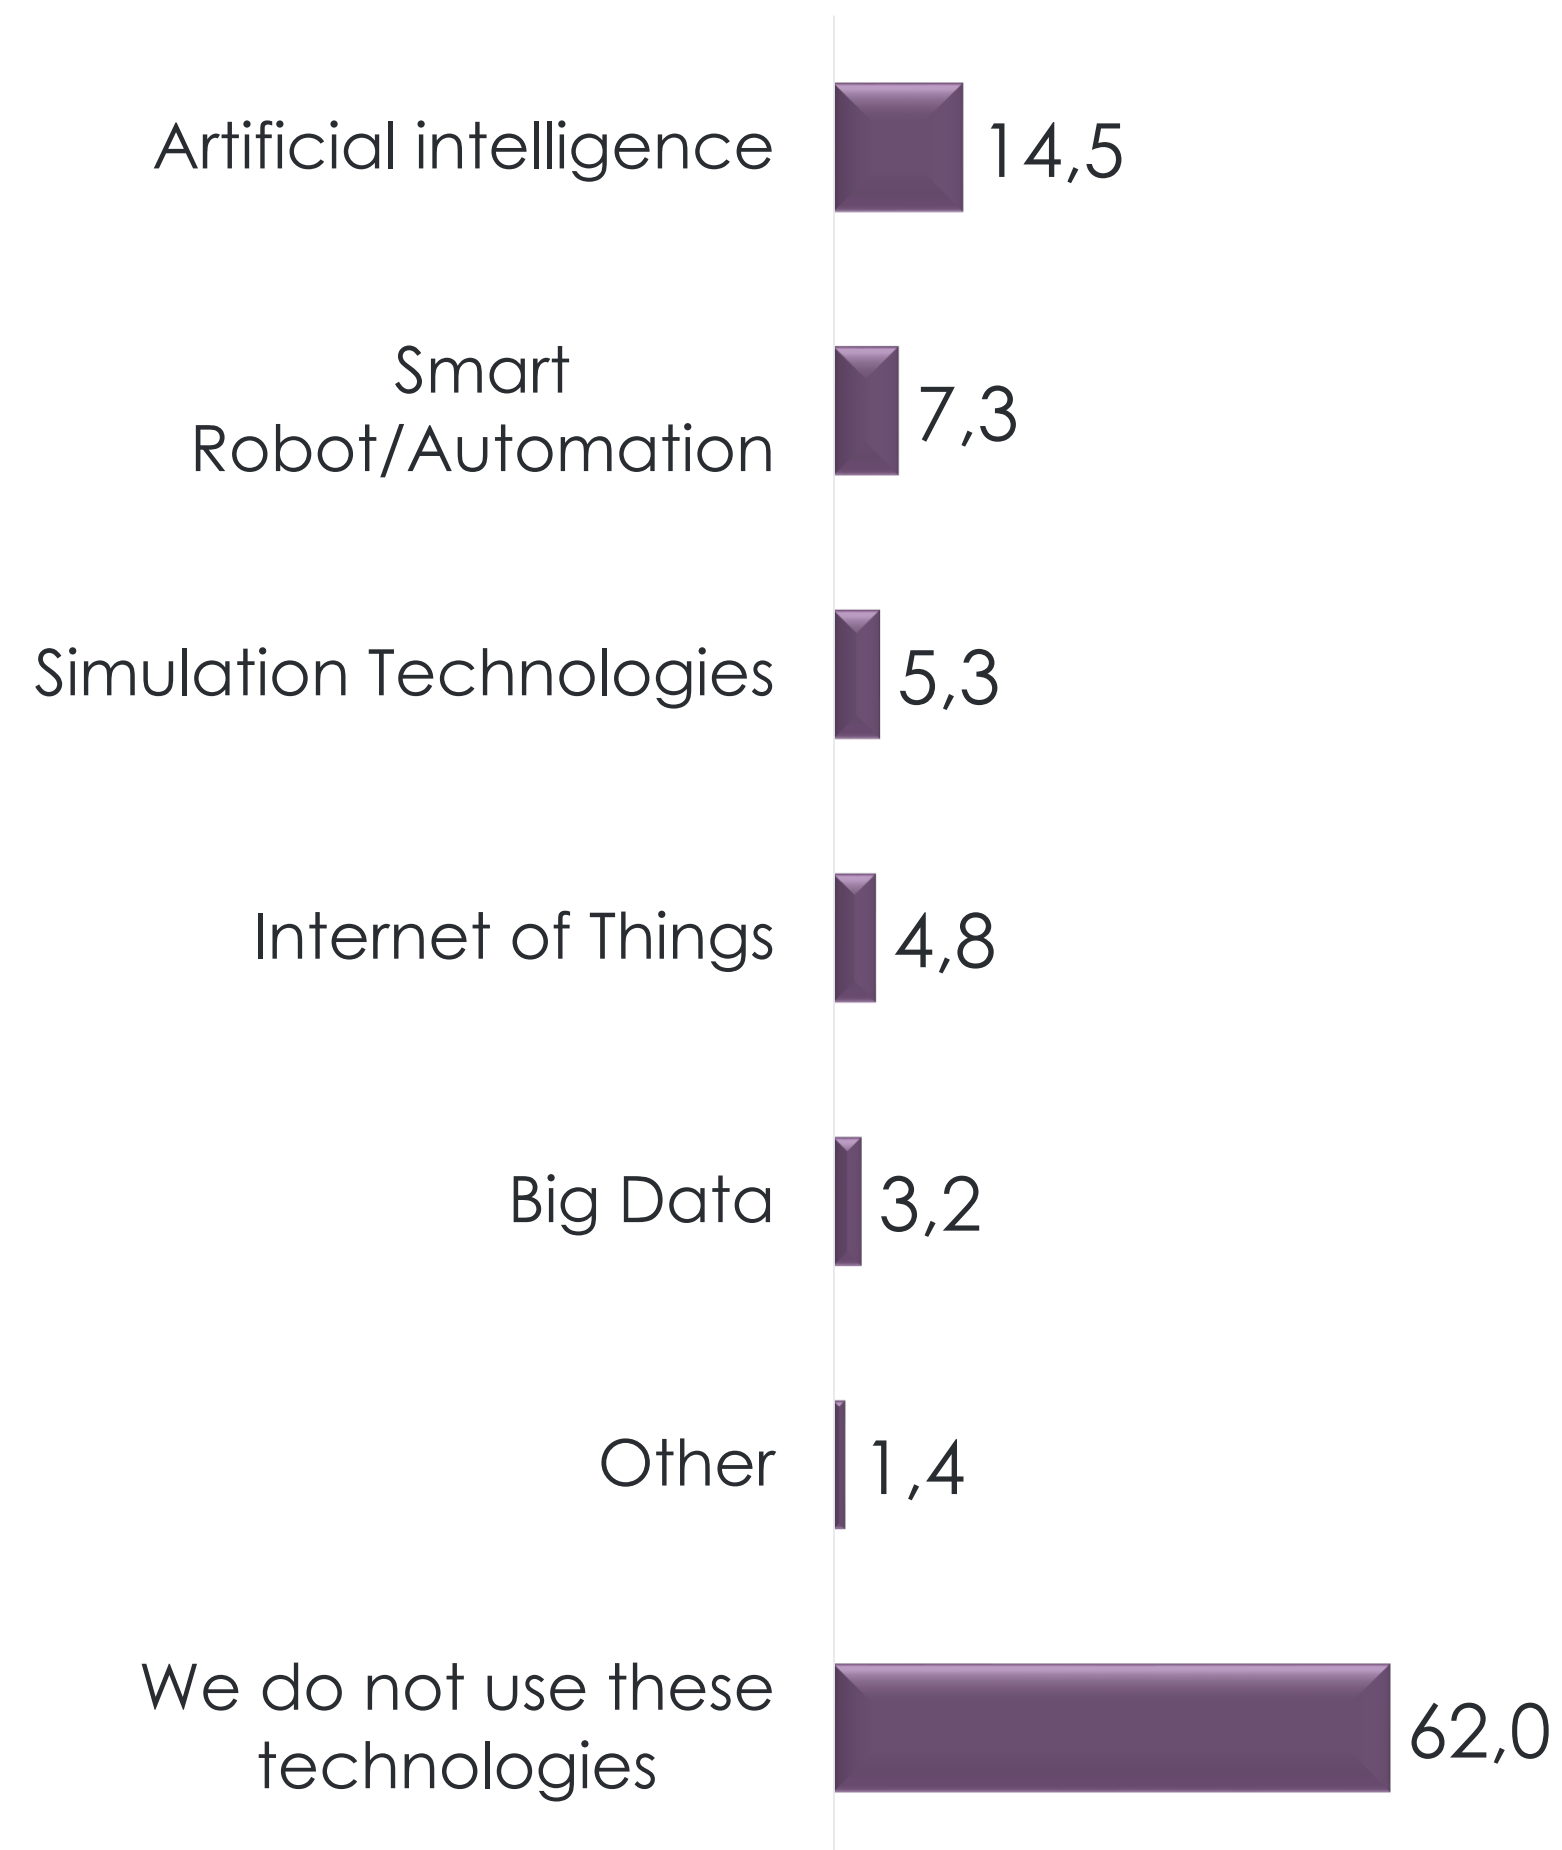 Artificial intelligence
14,5
Smart
Robot/Automation
7,3
Simulation Technologies
5,3
Internet of Things
4,8
Big Data
3,2
Other
1,4
We do not use these
technologies
62,0